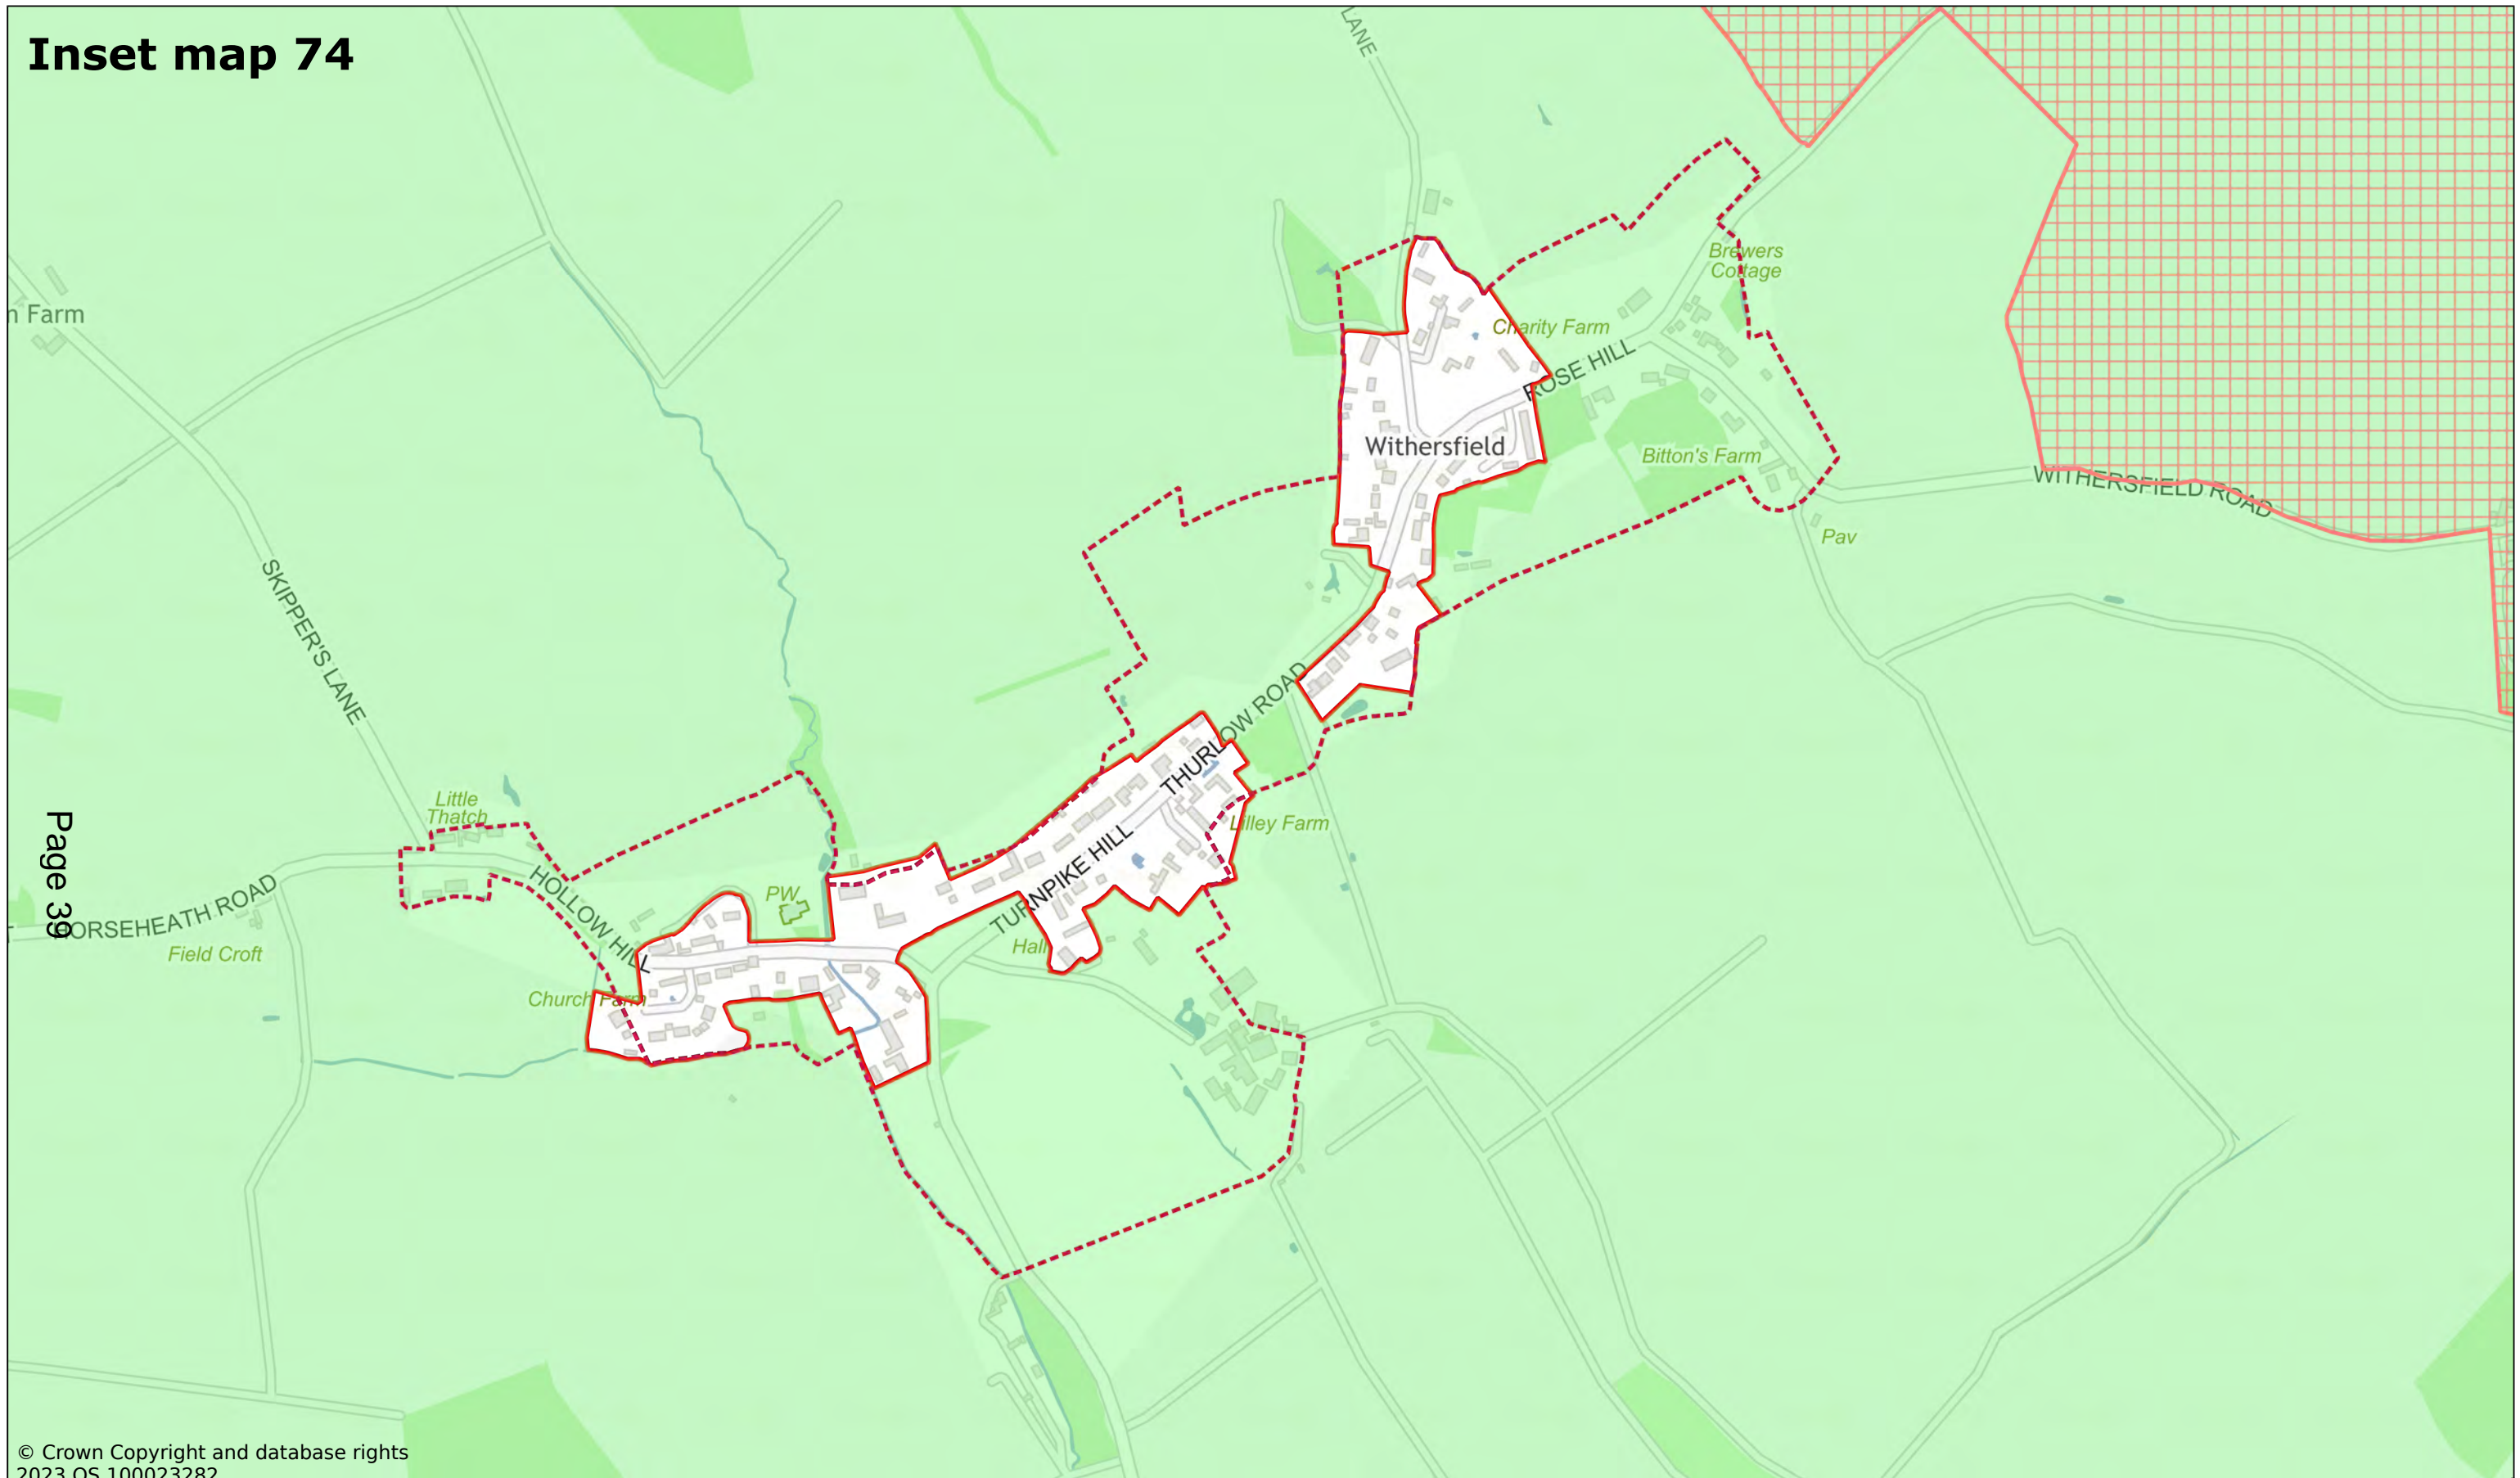 Inset map 74
LANE
Brewers
Cottage
Farm
Charity Farm
ROSE HILL
Withersfield
Bitton's Farm
WITHERSFIELD ROAD
Pav
SKIPPER'S LANE
THURLOW ROAD
Little
Thatch
Lilley Farm
TURNPIKE HILL
Page 39
HORSEHEATH ROAD
HOLLOW HILL
PW
Hall
Field Croft
Church Farm
© Crown Copyright and database rights
2023 OS 100023282